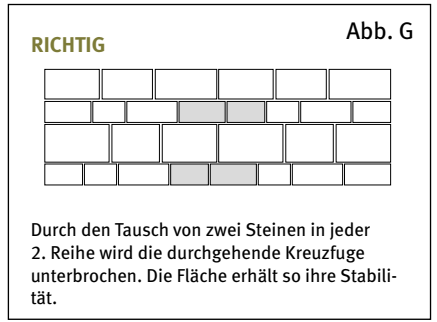 Abb. G
RICHTIG
Durch den Tausch von zwei Steinen in jeder
2. Reihe wird die durchgehende Kreuzfuge
unterbrochen. Die Fläche erhält so ihre Stabili-
tät.